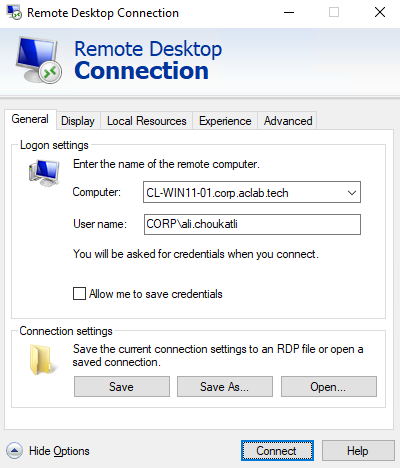 Remote Desktop Connection
Remote Desktop
Connection
General Display Local Resources Experience Advanced
Logon settings
Enter the name of the remote computer.
Computer: CL-WIN11-01.corp.aclab.tech
User name: CORP\ali.choukatli
You will be asked for credentials when you connect.
Allow me to save credentials
Connection settings
Save the current connection settings to an RDP file or open a
saved connection.
Save Save As... Open...
Hide Options Connect Help